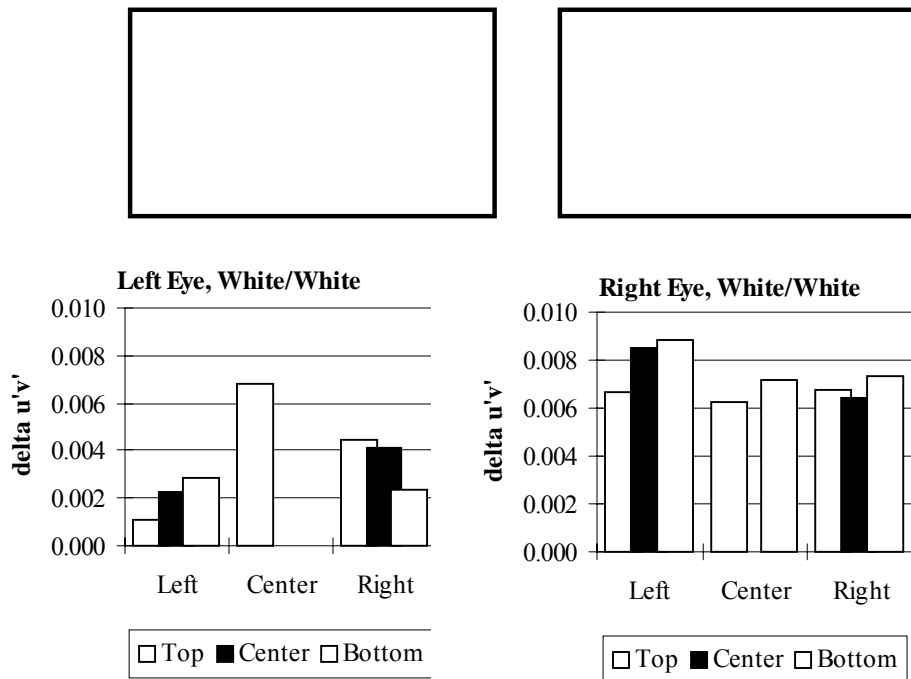 Left Eye, White/White
0.010
0.008
0.006
0.004
0.002
0.000
delta u'v'
Left Center Right
Top Center Bottom
Right Eye, White/White
0.010
0.008
0.006
0.004
0.002
0.000
delta u'v'
Left Center Right
Top Center Bottom